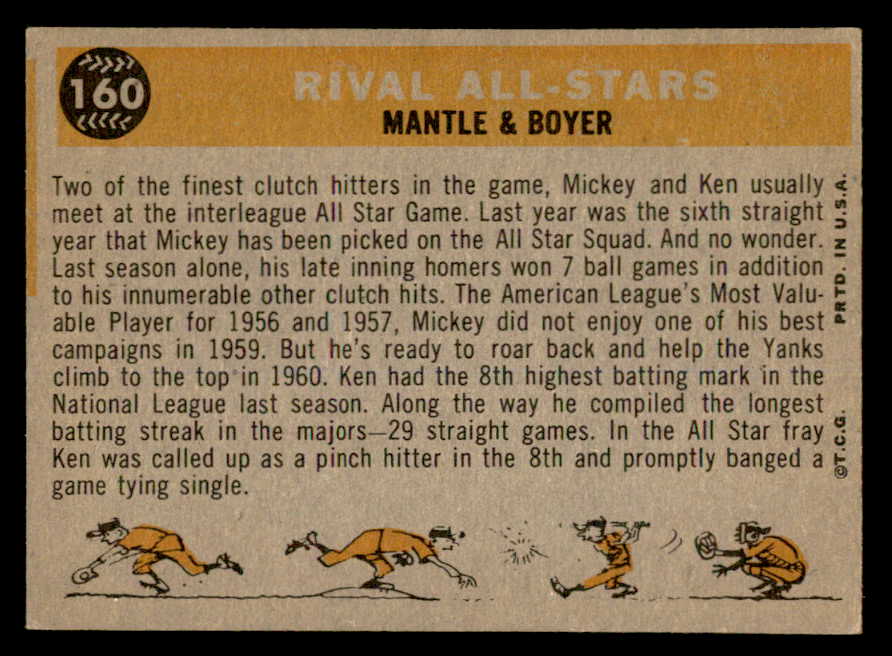 160
RIVAL ALL-STARS
MANTLE & BOYER
Two of the finest clutch hitters in the game, Mickey and Ken usually
meet at the interleague All Star Game. Last year was the sixth straight
year that Mickey has been picked on the All Star Squad. And no wonder.
Last season alone, his late inning homers won 7 ball games in addition
to his innumerable other clutch hits. The American League's Most Valu-
able Player for 1956 and 1957, Mickey did not enjoy one of his best
campaigns in 1959. But he's ready to roar back and help the Yanks
climb to the top in 1960. Ken had the 8th highest batting mark in the
National League last season. Along the way he compiled the longest
batting streak in the majors—29 straight games. In the All Star fray
Ken was called up as a pinch hitter in the 8th and promptly banged a
game tying single.
©T.C.G. PRTD. IN U.S.A.